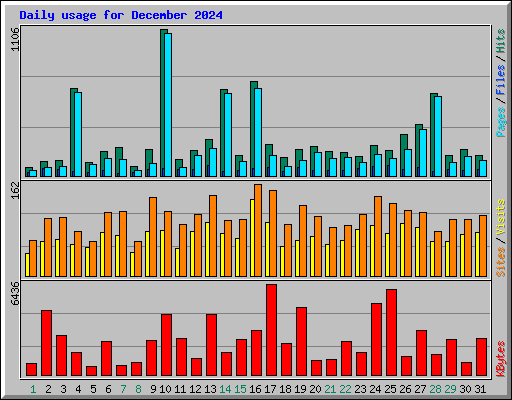 Daily usage for December 2024
1106
Pages / Files / Hits
162
Sites / Visits
6436
KBytes
1 2 3 4 5 6 7 8 9 10 11 12 13 14 15 16 17 18 19 20 21 22 23 24 25 26 27 28 29 30 31